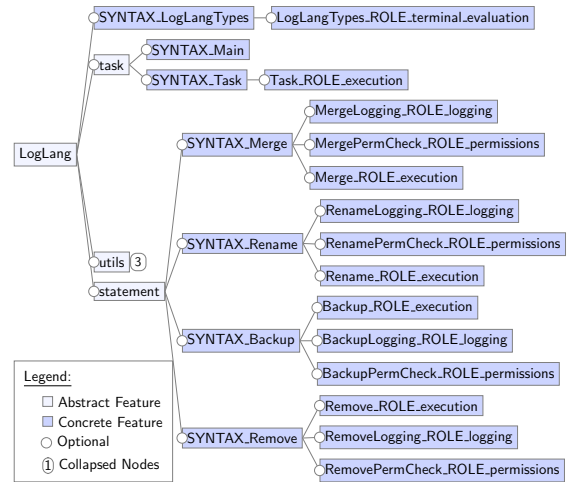 SYNTAX_LogLangTypes LogLangTypes_ROLE_terminal_evaluation
SYNTAX_Main
task
SYNTAX_Task Task_ROLE_execution
MergeLogging_ROLE_logging
SYNTAX_Merge MergePermCheck_ROLE_permissions
LogLang
Merge_ROLE_execution
RenameLogging_ROLE_logging
SYNTAX_Rename RenamePermCheck_ROLE_permissions
utils 3
Rename_ROLE_execution
statement
Backup_ROLE_execution
SYNTAX_Backup BackupLogging_ROLE_logging
BackupPermCheck_ROLE_permissions
Legend:
Abstract Feature
Concrete Feature
Optional
1 Collapsed Nodes
Remove_ROLE_execution
SYNTAX_Remove RemoveLogging_ROLE_logging
RemovePermCheck_ROLE_permissions